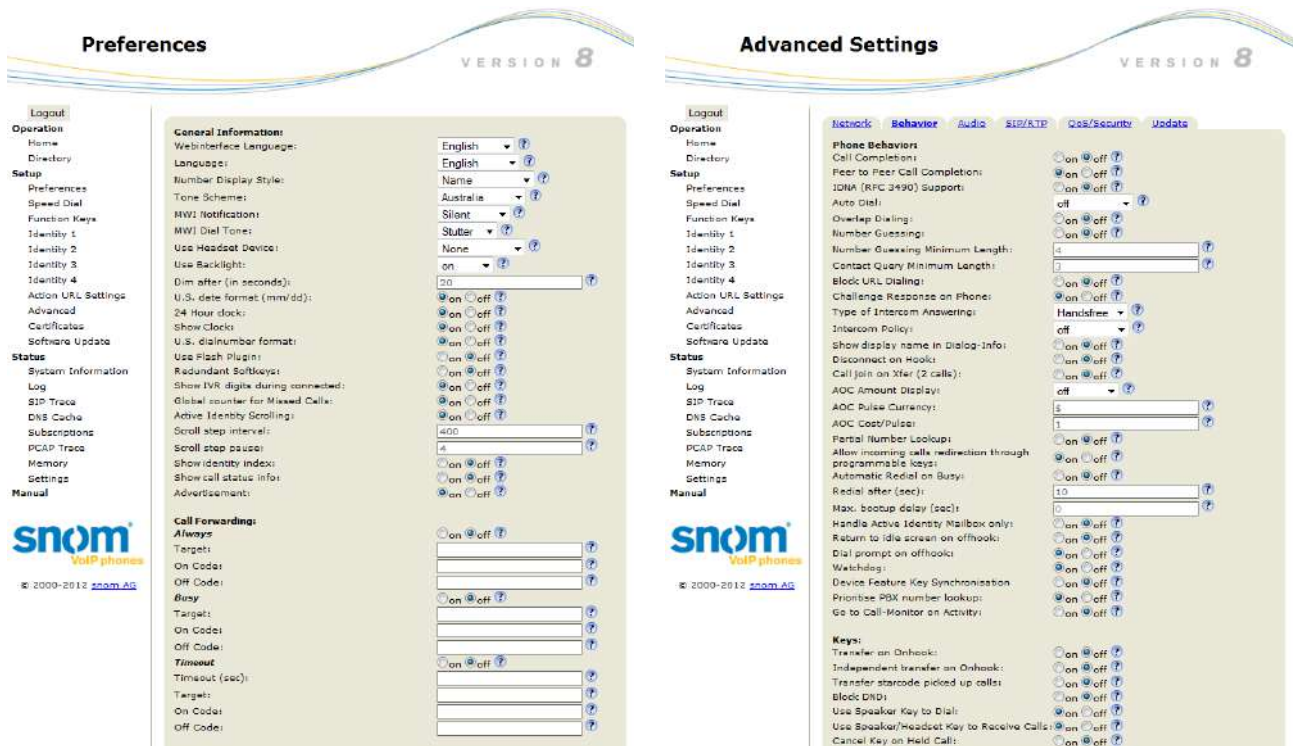 Preferences
VERSION 8
Logout
Operation
Home
Directory
Setup
Preferences
Speed Dial
Function Keys
Identity 1
Identity 2
Identity 3
Identity 4
Action URL Settings
Advanced
Certificates
Software Update
Status
System Information
Log
SIP Trace
DNS Cache
Subscriptions
PCAP Trace
Memory
Settings
Manual
snom
VoIP phones
© 2000-2012 snom AG
General Information:
Webinterface Language: English ?
Language: English ?
Number Display Style: Name ?
Tone Scheme: Australia ?
MWI Notification: Silent ?
MWI Dial Tone: Stutter ?
Use Headset Device: None ?
Use Backlight: on ?
Dim after (in seconds): 20 ?
U.S. date format (mm/dd): on off ?
24 Hour clock: on off ?
Show Clock: on off ?
U.S. dialnumber format: on off ?
Use Flash Plugin: on off ?
Redundant Softkeys: on off ?
Show IVR digits during connected: on off ?
Global counter for Missed Calls: on off ?
Active Identity Scrolling: on off ?
Scroll step interval: 400 ?
Scroll step pause: 4 ?
Show identity index: on off ?
Show call status info: on off ?
Advertisement: on off ?
Call Forwarding:
Always on off ?
Target: ?
On Code: ?
Off Code: ?
Busy on off ?
Target: ?
On Code: ?
Off Code: ?
Timeout on off ?
Timeout (sec): ?
Target: ?
On Code: ?
Off Code: ?
Advanced Settings
VERSION 8
Logout
Operation
Home
Directory
Setup
Preferences
Speed Dial
Function Keys
Identity 1
Identity 2
Identity 3
Identity 4
Action URL Settings
Advanced
Certificates
Software Update
Status
System Information
Log
SIP Trace
DNS Cache
Subscriptions
PCAP Trace
Memory
Settings
Manual
snom
VoIP phones
© 2000-2012 snom AG
Network Behavior Audio SIP/RTP QoS/Security Update
Phone Behavior:
Call Completion: on off ?
Peer to Peer Call Completion: on off ?
IDNA (RFC 3490) Support: on off ?
Auto Dial: off ?
Overlap Dialing: on off ?
Number Guessing: on off ?
Number Guessing Minimum Length: 4 ?
Contact Query Minimum Length: 3 ?
Block URL Dialing: on off ?
Challenge Response on Phone: on off ?
Type of Intercom Answering: Handsfree ?
Intercom Policy: off ?
Show display name in Dialog-Info: on off ?
Disconnect on Hook: on off ?
Call join on Xfer (2 calls): on off ?
AOC Amount Display: off ?
AOC Pulse Currency: $ ?
AOC Cost/Pulse: 1 ?
Partial Number Lookup: on off ?
Allow incoming calls redirection through
programmable keys: on off ?
Automatic Redial on Busy: on off ?
Redial after (sec): 10 ?
Max. bootup delay (sec): 0 ?
Handle Active Identity Mailbox only: on off ?
Return to idle screen on offhook: on off ?
Dial prompt on offhook: on off ?
Watchdog: on off ?
Device Feature Key Synchronisation on off ?
Prioritise PBX number lookup: on off ?
Go to Call-Monitor on Activity: on off ?
Keys:
Transfer on Onhook: on off ?
Independent transfer on Onhook: on off ?
Transfer starcode picked up calls: on off ?
Block DND: on off ?
Use Speaker Key to Dial: on off ?
Use Speaker/Headset Key to Receive Calls: on off ?
Cancel Key on Held Call: on off ?